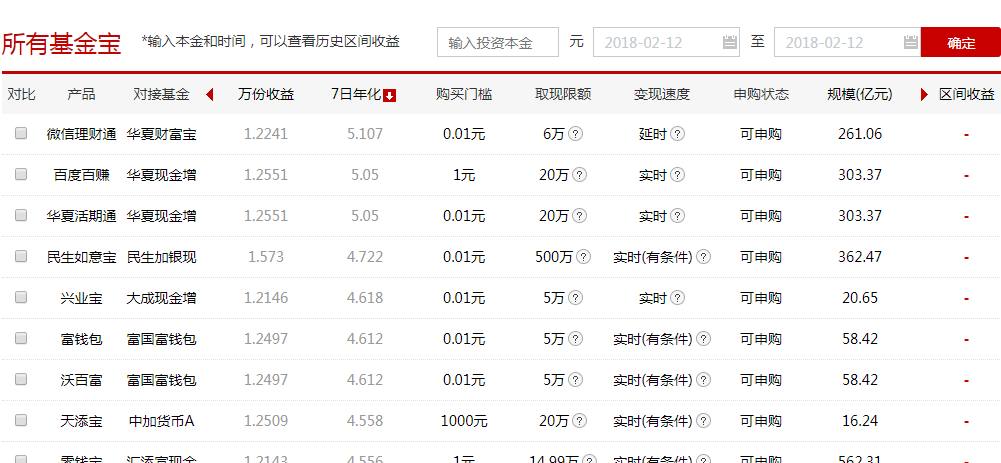 所有基金宝 *输入本金和时间，可以查看历史区间收益 输入投资本金 元 2018-02-12 至 2018-02-12 确定
对比 产品 对接基金 万份收益 7日年化 购买门槛 取现限额 变现速度 申购状态 规模(亿元) 区间收益
微信理财通 华夏财富宝 1.2241 5.107 0.01元 6万 ? 延时 ? 可申购 261.06 -
百度百赚 华夏现金增 1.2551 5.05 1元 20万 ? 实时 ? 可申购 303.37 -
华夏活期通 华夏现金增 1.2551 5.05 0.01元 20万 ? 实时 ? 可申购 303.37 -
民生如意宝 民生加银现 1.573 4.722 0.01元 500万 ? 实时(有条件) ? 可申购 362.47 -
兴业宝 大成现金增 1.2146 4.618 0.01元 5万 ? 实时 ? 可申购 20.65 -
富钱包 富国富钱包 1.2497 4.612 0.01元 5万 ? 实时(有条件) ? 可申购 58.42 -
沃百富 富国富钱包 1.2497 4.612 0.01元 5万 ? 实时(有条件) ? 可申购 58.42 -
天添宝 中加货币A 1.2509 4.558 1000元 20万 ? 实时(有条件) ? 可申购 16.24 -
零钱宝 汇添富现金 1.2143 4.556 1元 14.99万 ? 实时(有条件) ? 可申购 562.31 -